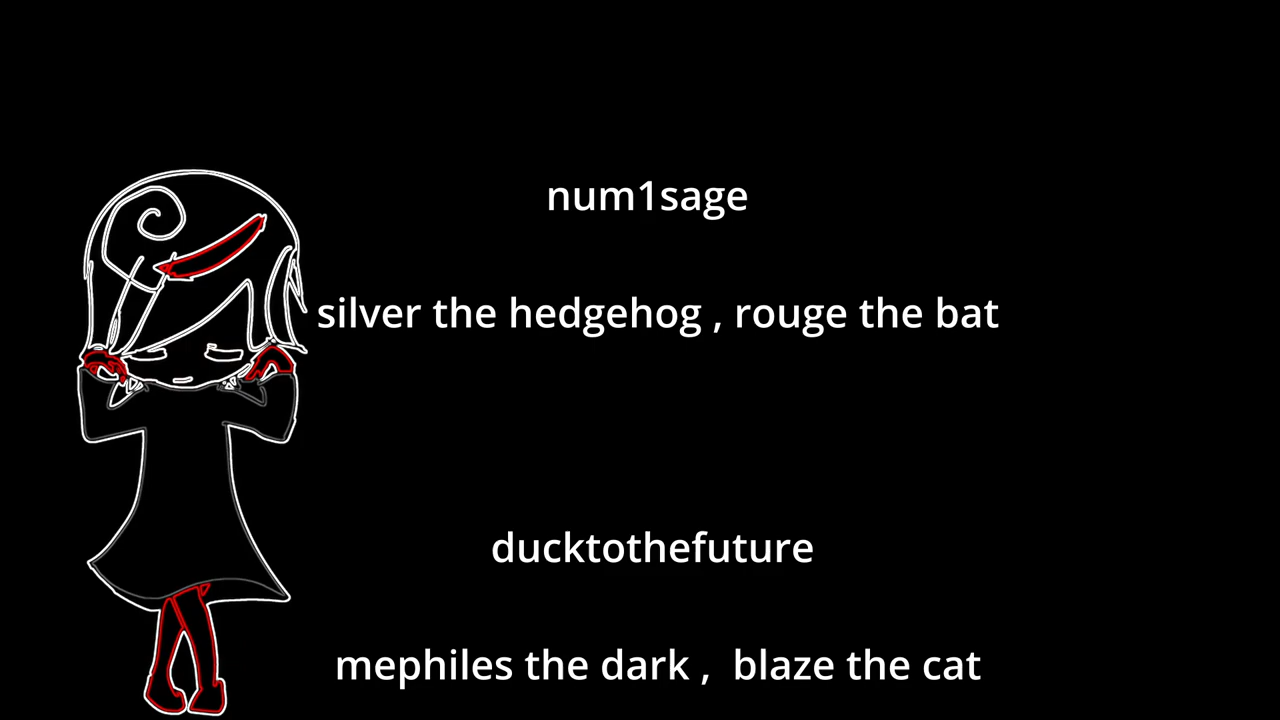 num1sage
silver the hedgehog , rouge the bat
ducktothefuture
mephiles the dark ,  blaze the cat